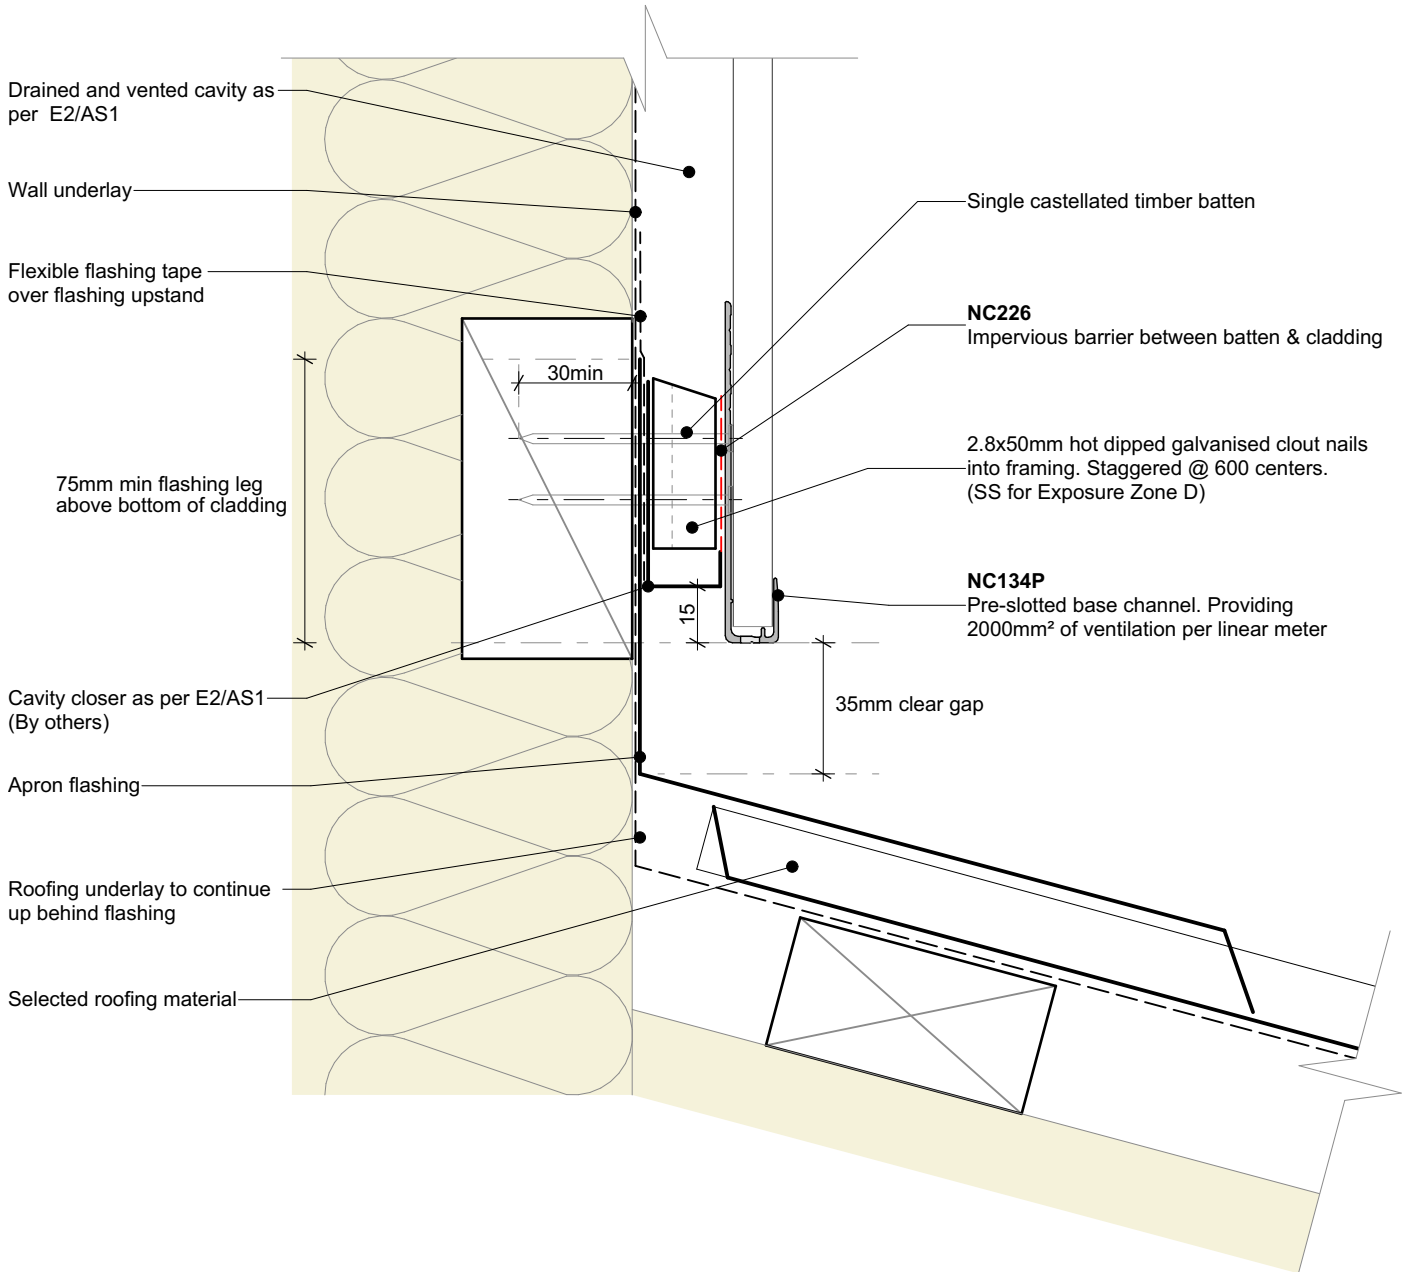 Drained and vented cavity as
per E2/AS1
Wall underlay
Flexible flashing tape
over flashing upstand
75mm min flashing leg
above bottom of cladding
Cavity closer as per E2/AS1
(By others)
Apron flashing
Roofing underlay to continue
up behind flashing
Selected roofing material
30min
15
35mm clear gap
Single castellated timber batten
NC226
Impervious barrier between batten & cladding
2.8x50mm hot dipped galvanised clout nails
into framing. Staggered @ 600 centers.
(SS for Exposure Zone D)
NC134P
Pre-slotted base channel. Providing
2000mm² of ventilation per linear meter